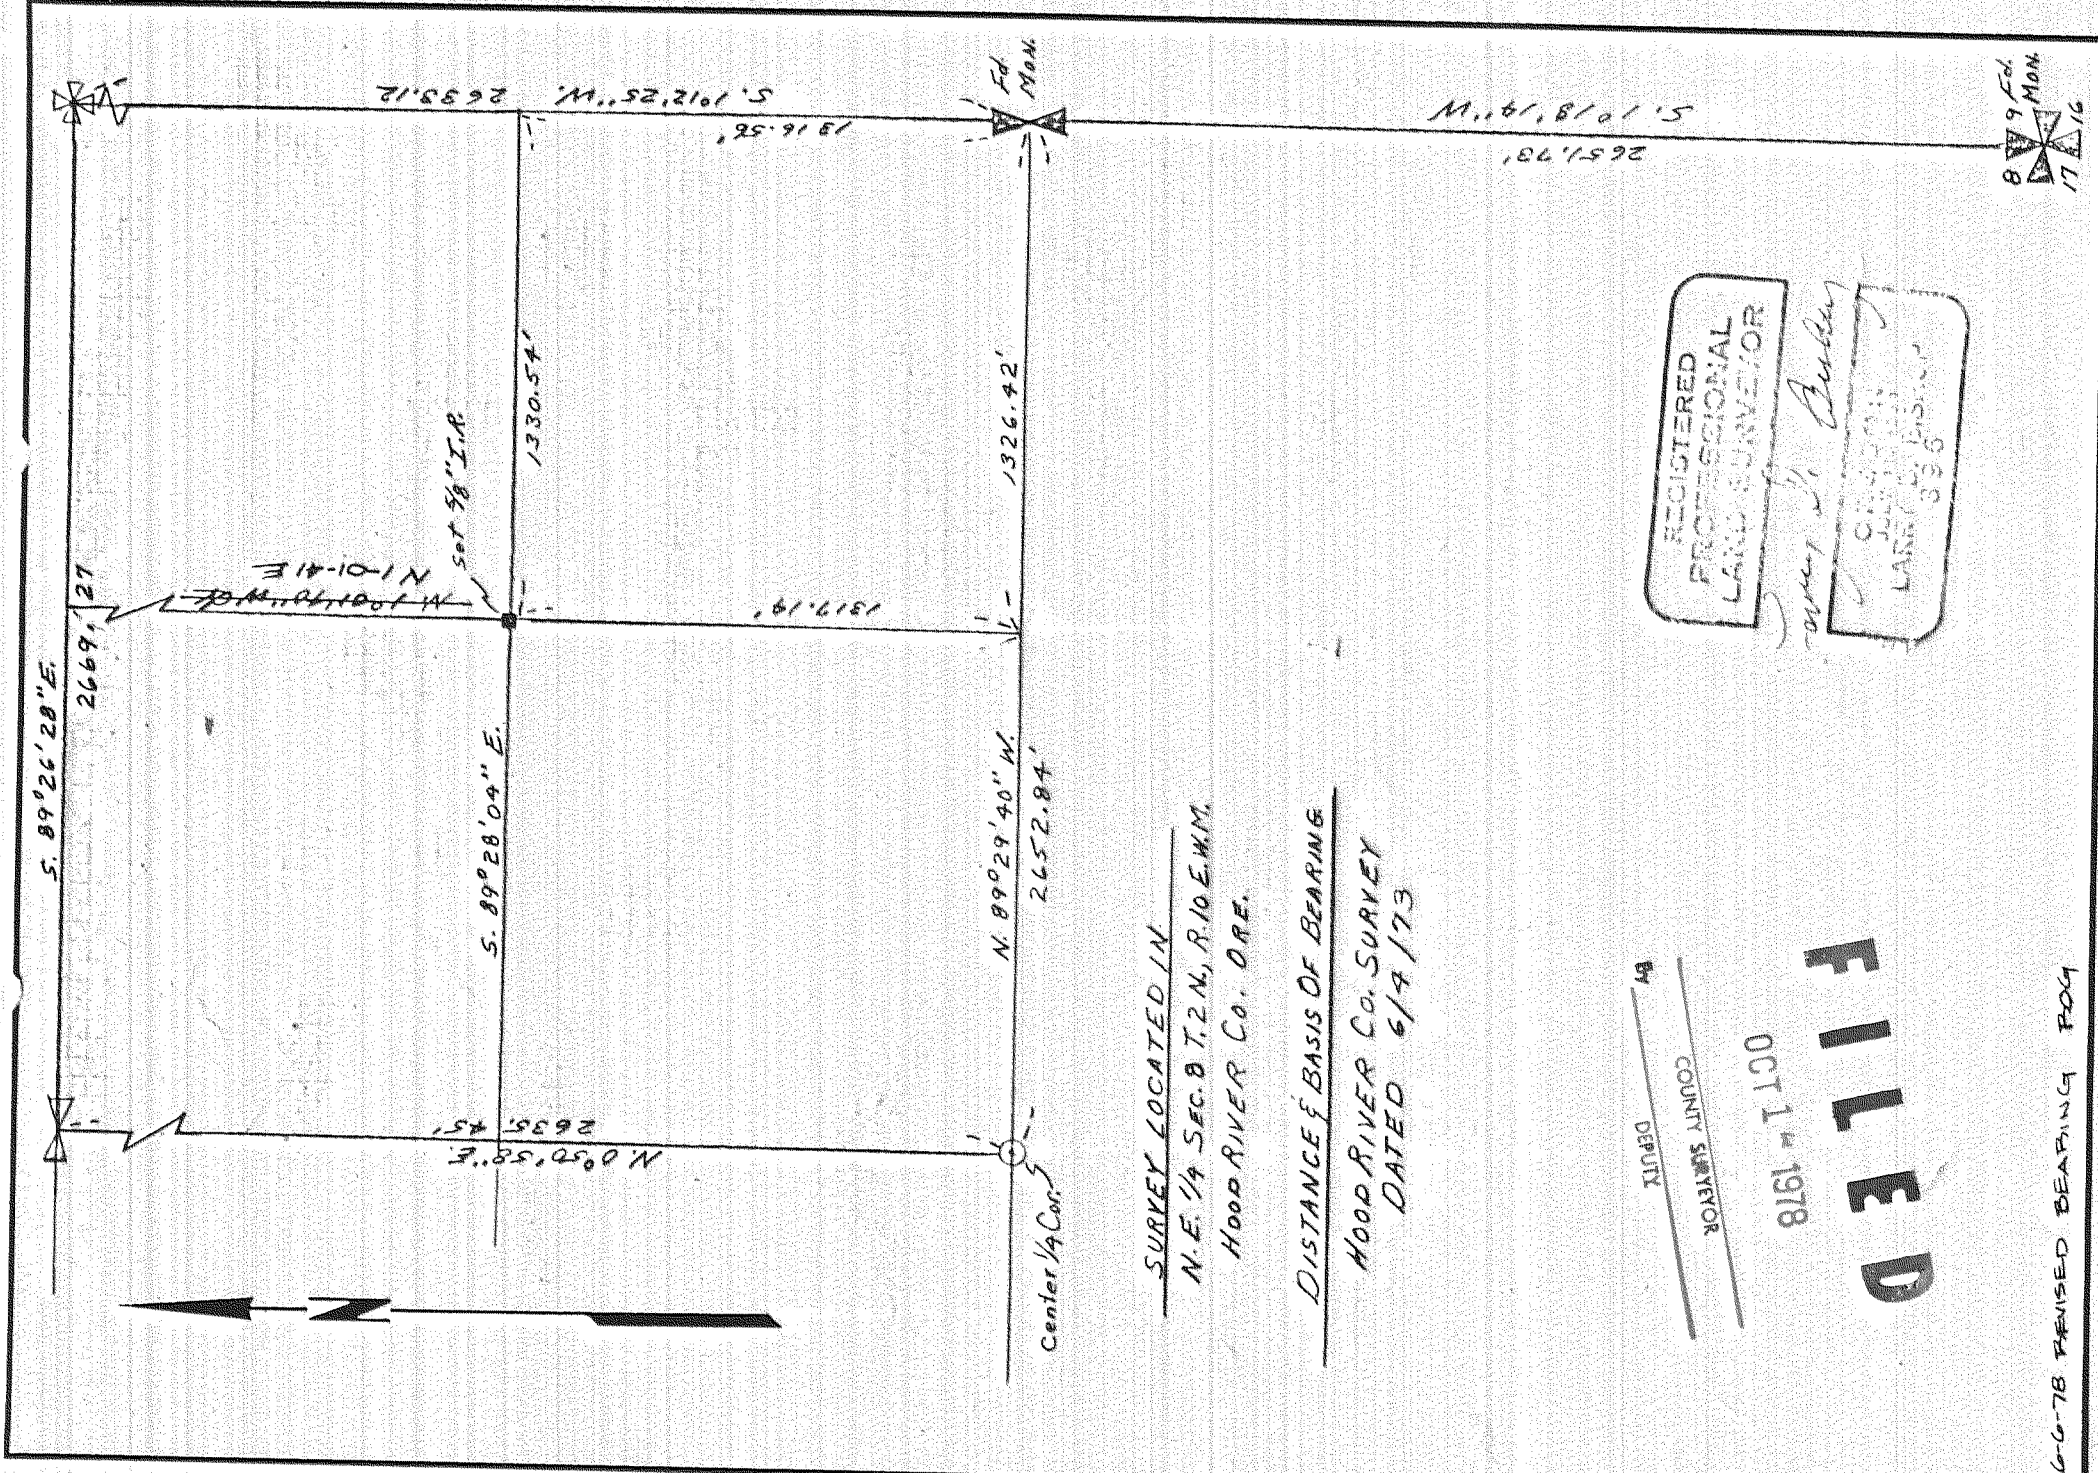 S. 89°26'28"E.
2669.27
S. 1°12'25"W.
2633.12
1316.56'
Fd.
MON.
S. 1°18'14"W
2651.73'
8 9 Fd.
MON.
17 16
N 1-01-41 E
set 5/8" I.R.
1330.54'
S. 89°28'04" E.
1317.19'
1326.42'
N. 89°29'40" W.
2652.84'
N. 0°50'58"E.
2635.45'
N
Center 1/4 Cor.
SURVEY LOCATED IN
N.E. 1/4 SEC. 8 T. 2 N., R. 10 E.W.M.
HOOD RIVER CO. ORE.
DISTANCE & BASIS OF BEARING
HOOD RIVER CO. SURVEY
DATED 6/4/73
REGISTERED
PROFESSIONAL
LAND SURVEYOR
FILED
OCT 1 1978
COUNTY SURVEYOR
DEPUTY
6-6-78 REVISED BEARING